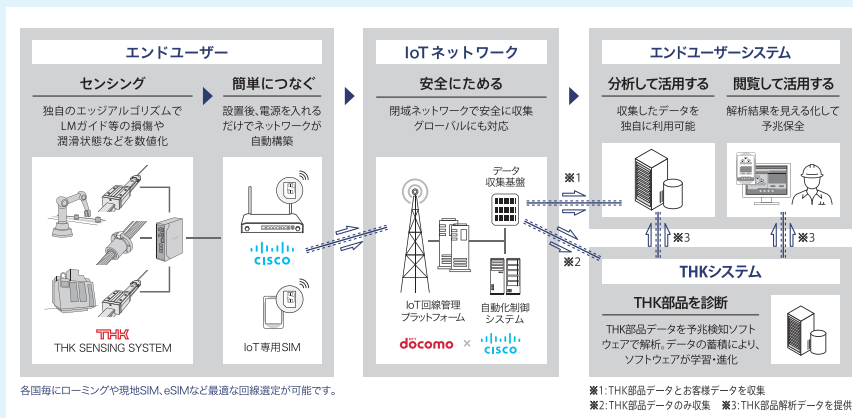 エンドユーザー
センシング
独自のエッジアルゴリズムで
LMガイド等の損傷や
潤滑状態などを数値化
THK
THK SENSING SYSTEM
簡単につなぐ
設置後、電源を入れる
だけでネットワークが
自動構築
CISCO
IoT専用SIM
IoTネットワーク
安全にためる
閉域ネットワークで安全に収集
グローバルにも対応
データ
収集基盤
IoT回線管理
プラットフォーム
自動化制御
システム
döcomo × CISCO
※1
※2
エンドユーザーシステム
分析して活用する
収集したデータを
独自に利用可能
閲覧して活用する
解析結果を見える化して
予兆保全
※3
※3
THKシステム
THK部品を診断
THK部品データを予兆検知ソフト
ウェアで解析。データの蓄積により、
ソフトウェアが学習・進化
各国毎にローミングや現地SIM、eSIMなど最適な回線選定が可能です。
※1:THK部品データとお客様データを収集
※2:THK部品データのみ収集 ※3:THK部品解析データを提供